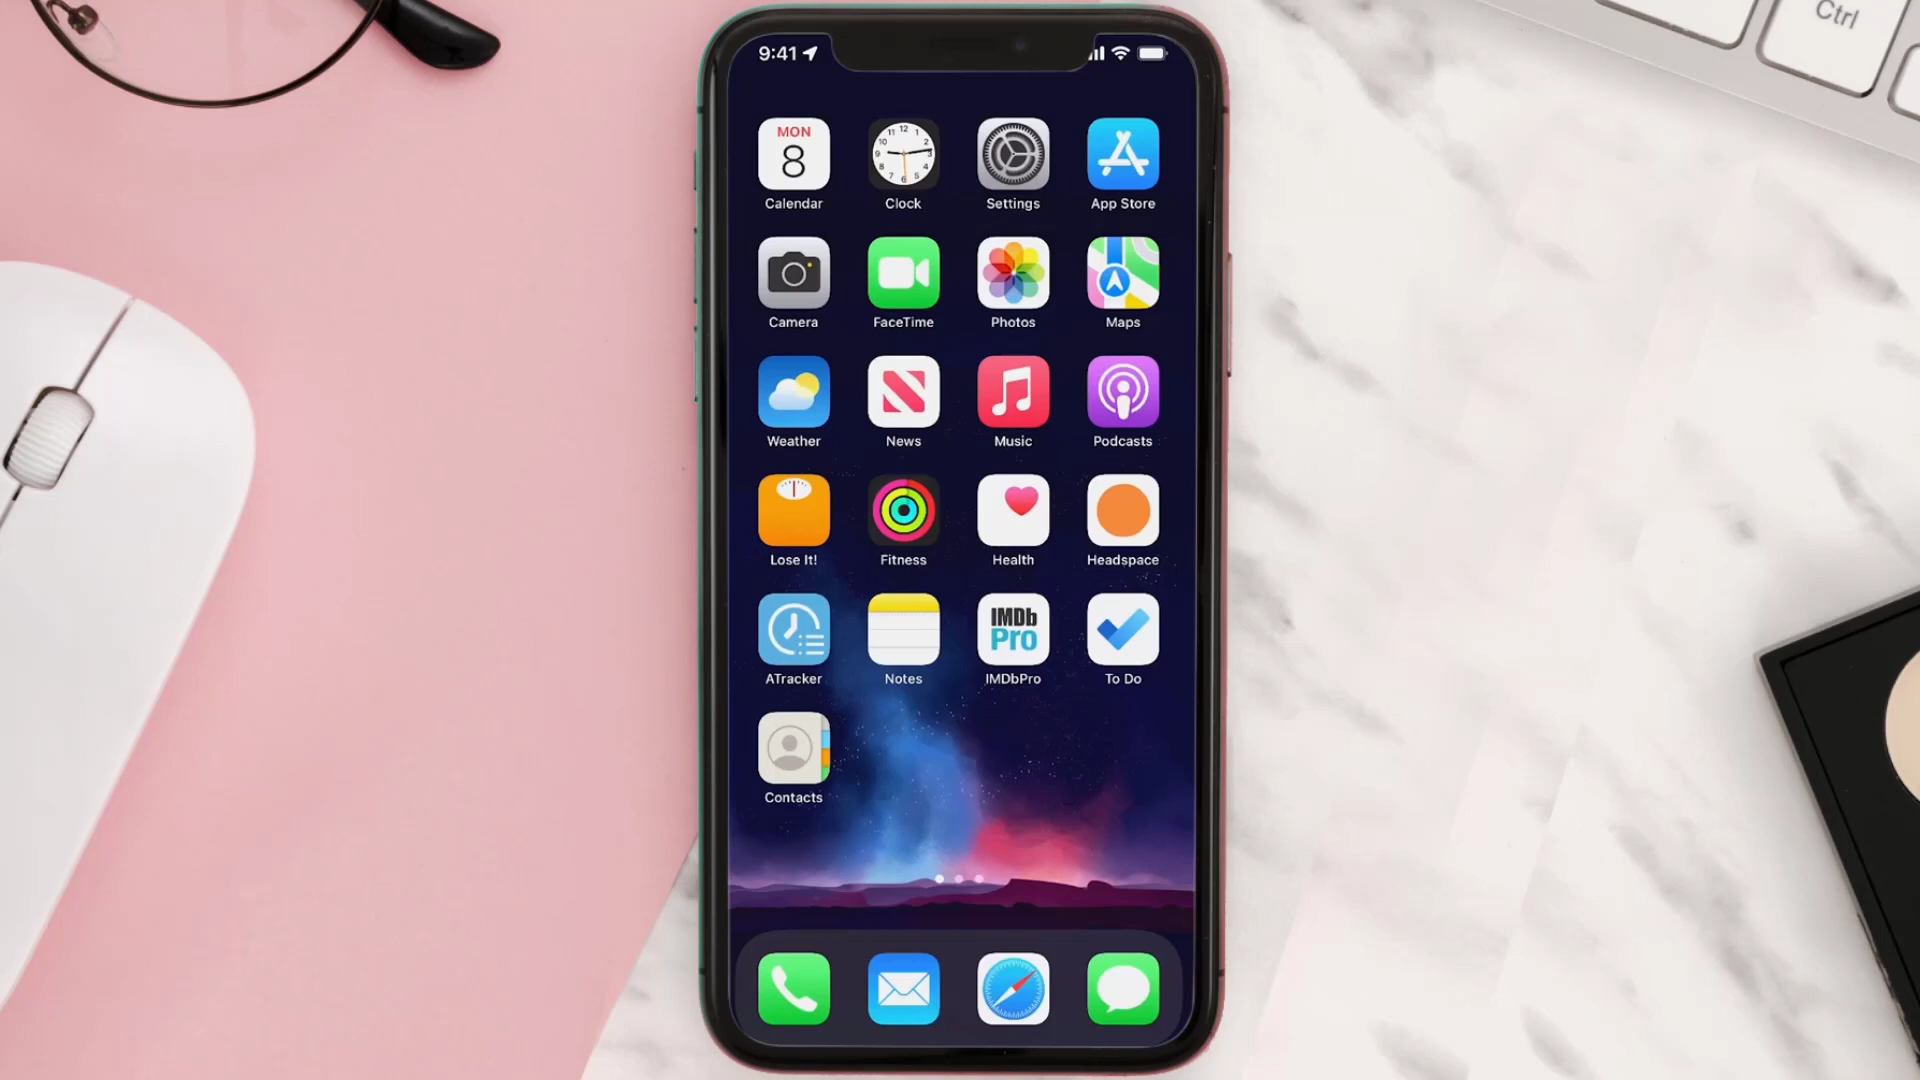 Ctrl
9:41
MON
8
Calendar
Clock
Settings
App Store
Camera
FaceTime
Photos
Maps
Weather
News
Music
Podcasts
Lose It!
Fitness
Health
Headspace
IMDb
Pro
ATracker
Notes
IMDbPro
To Do
Contacts